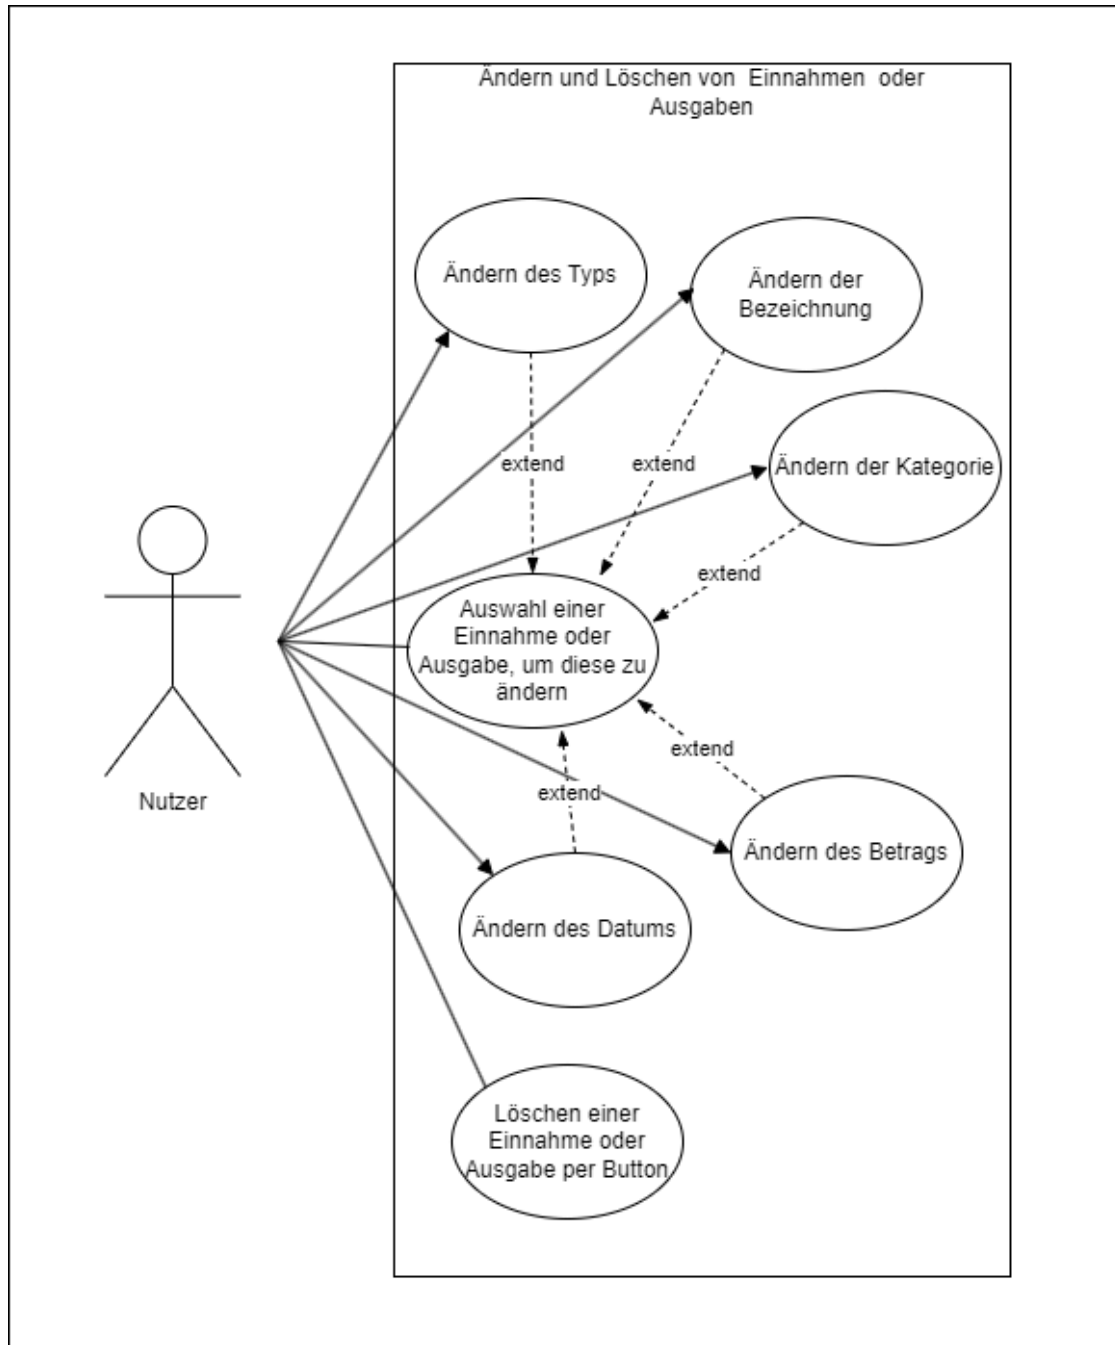 Ändern und Löschen von Einnahmen oder
Ausgaben
Ändern des Typs
Ändern der
Bezeichnung
extend
extend
Ändern der Kategorie
extend
Auswahl einer
Einnahme oder
Ausgabe, um diese zu
ändern
extend
extend
Nutzer
Ändern des Betrags
Ändern des Datums
Löschen einer
Einnahme oder
Ausgabe per Button